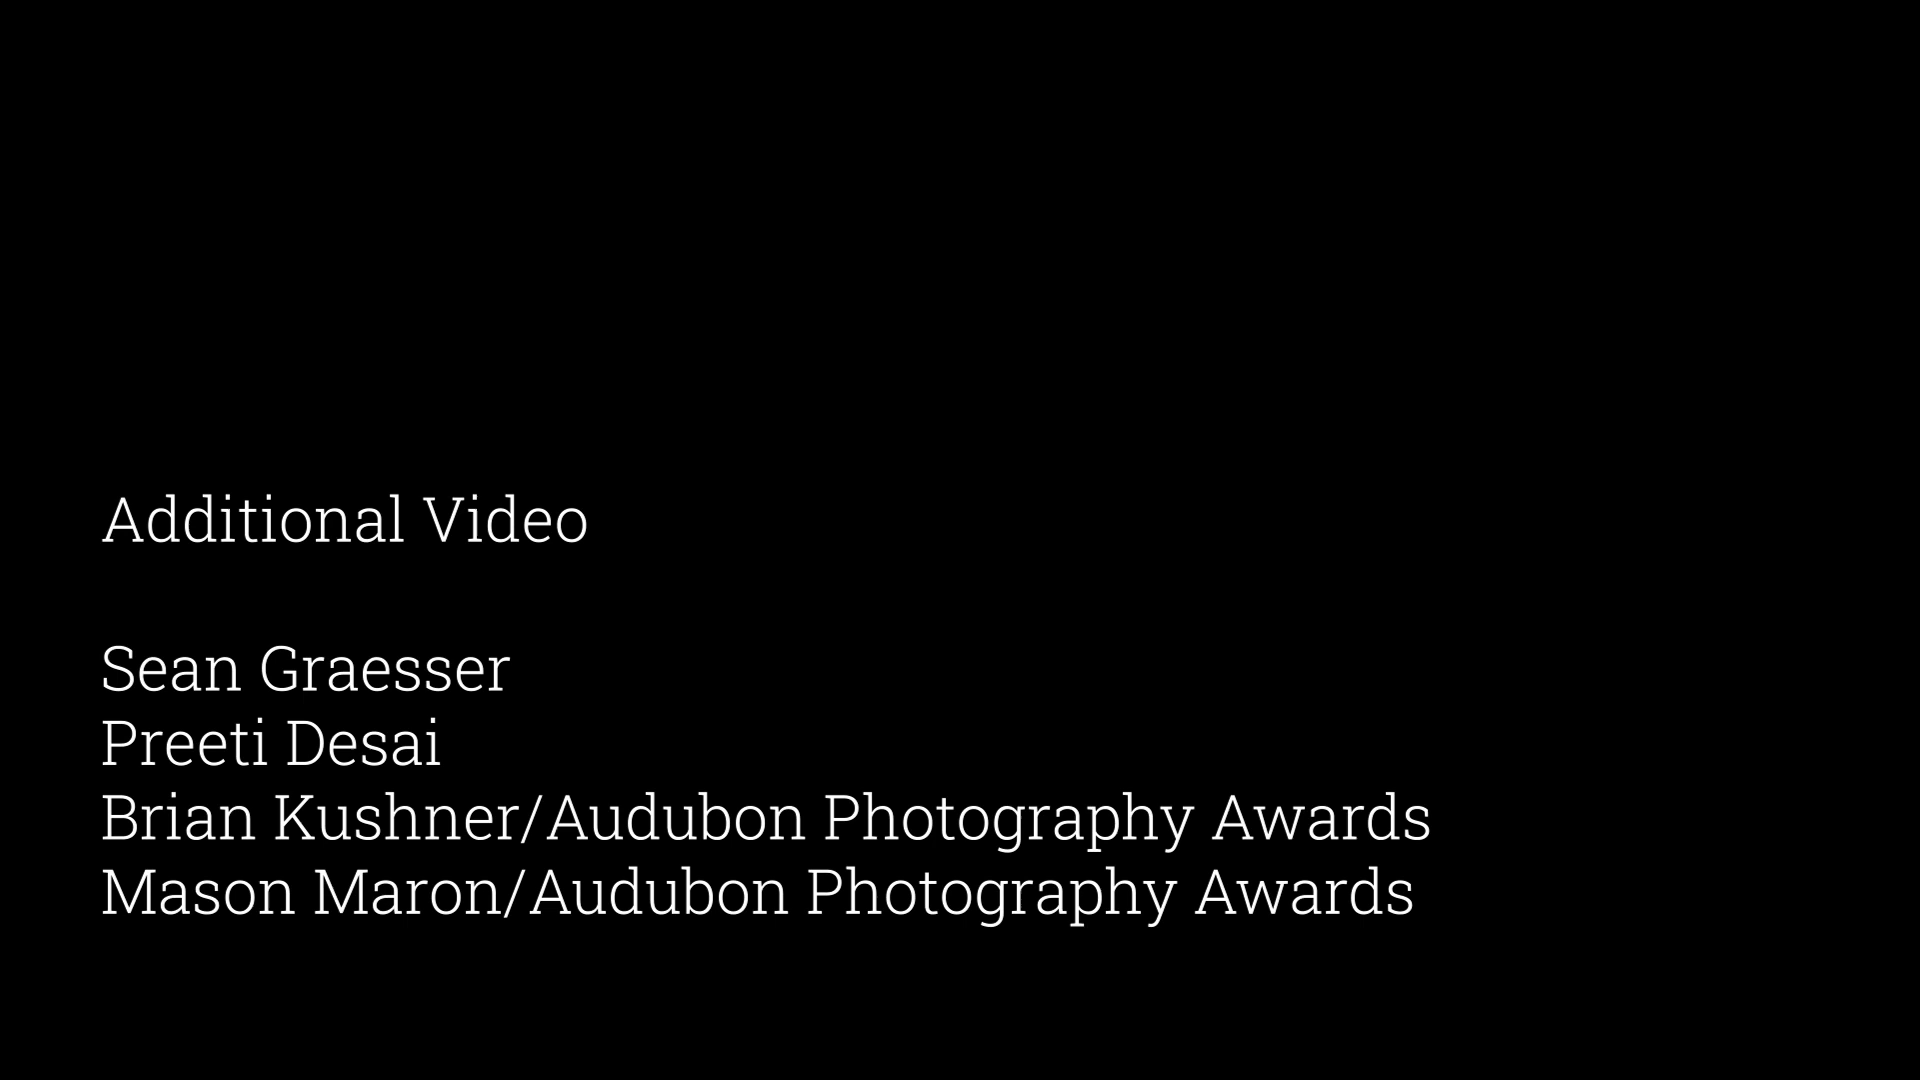 Additional Video
Sean Graesser
Preeti Desai
Brian Kushner/Audubon Photography Awards
Mason Maron/Audubon Photography Awards